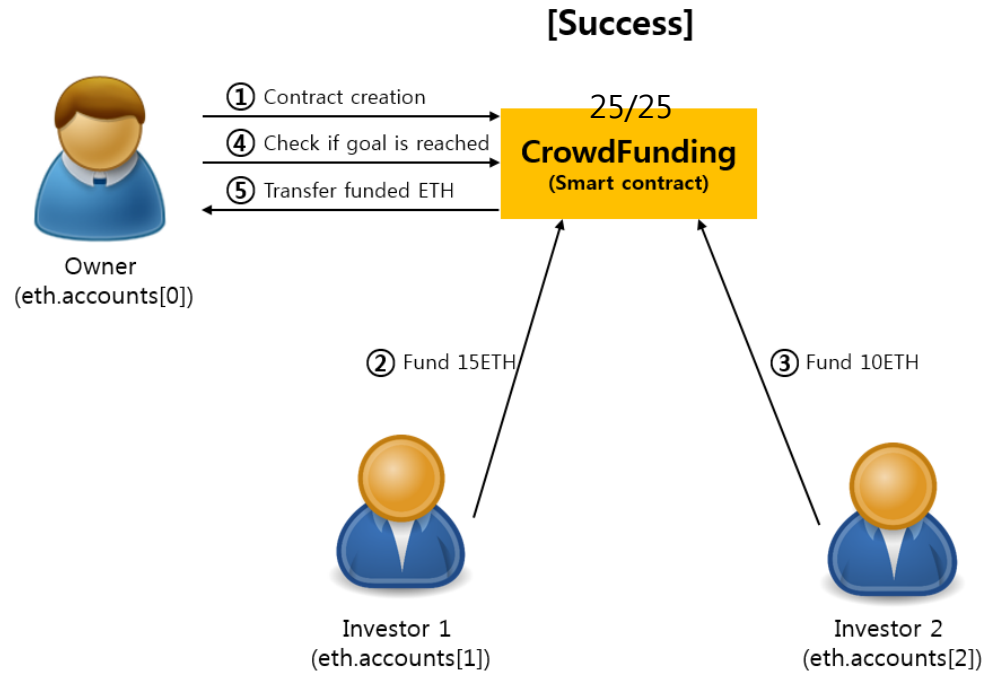 [Success]
① Contract creation
25/25
④ Check if goal is reached
CrowdFunding
(Smart contract)
⑤ Transfer funded ETH
Owner
(eth.accounts[0])
② Fund 15ETH
③ Fund 10ETH
Investor 1
(eth.accounts[1])
Investor 2
(eth.accounts[2])